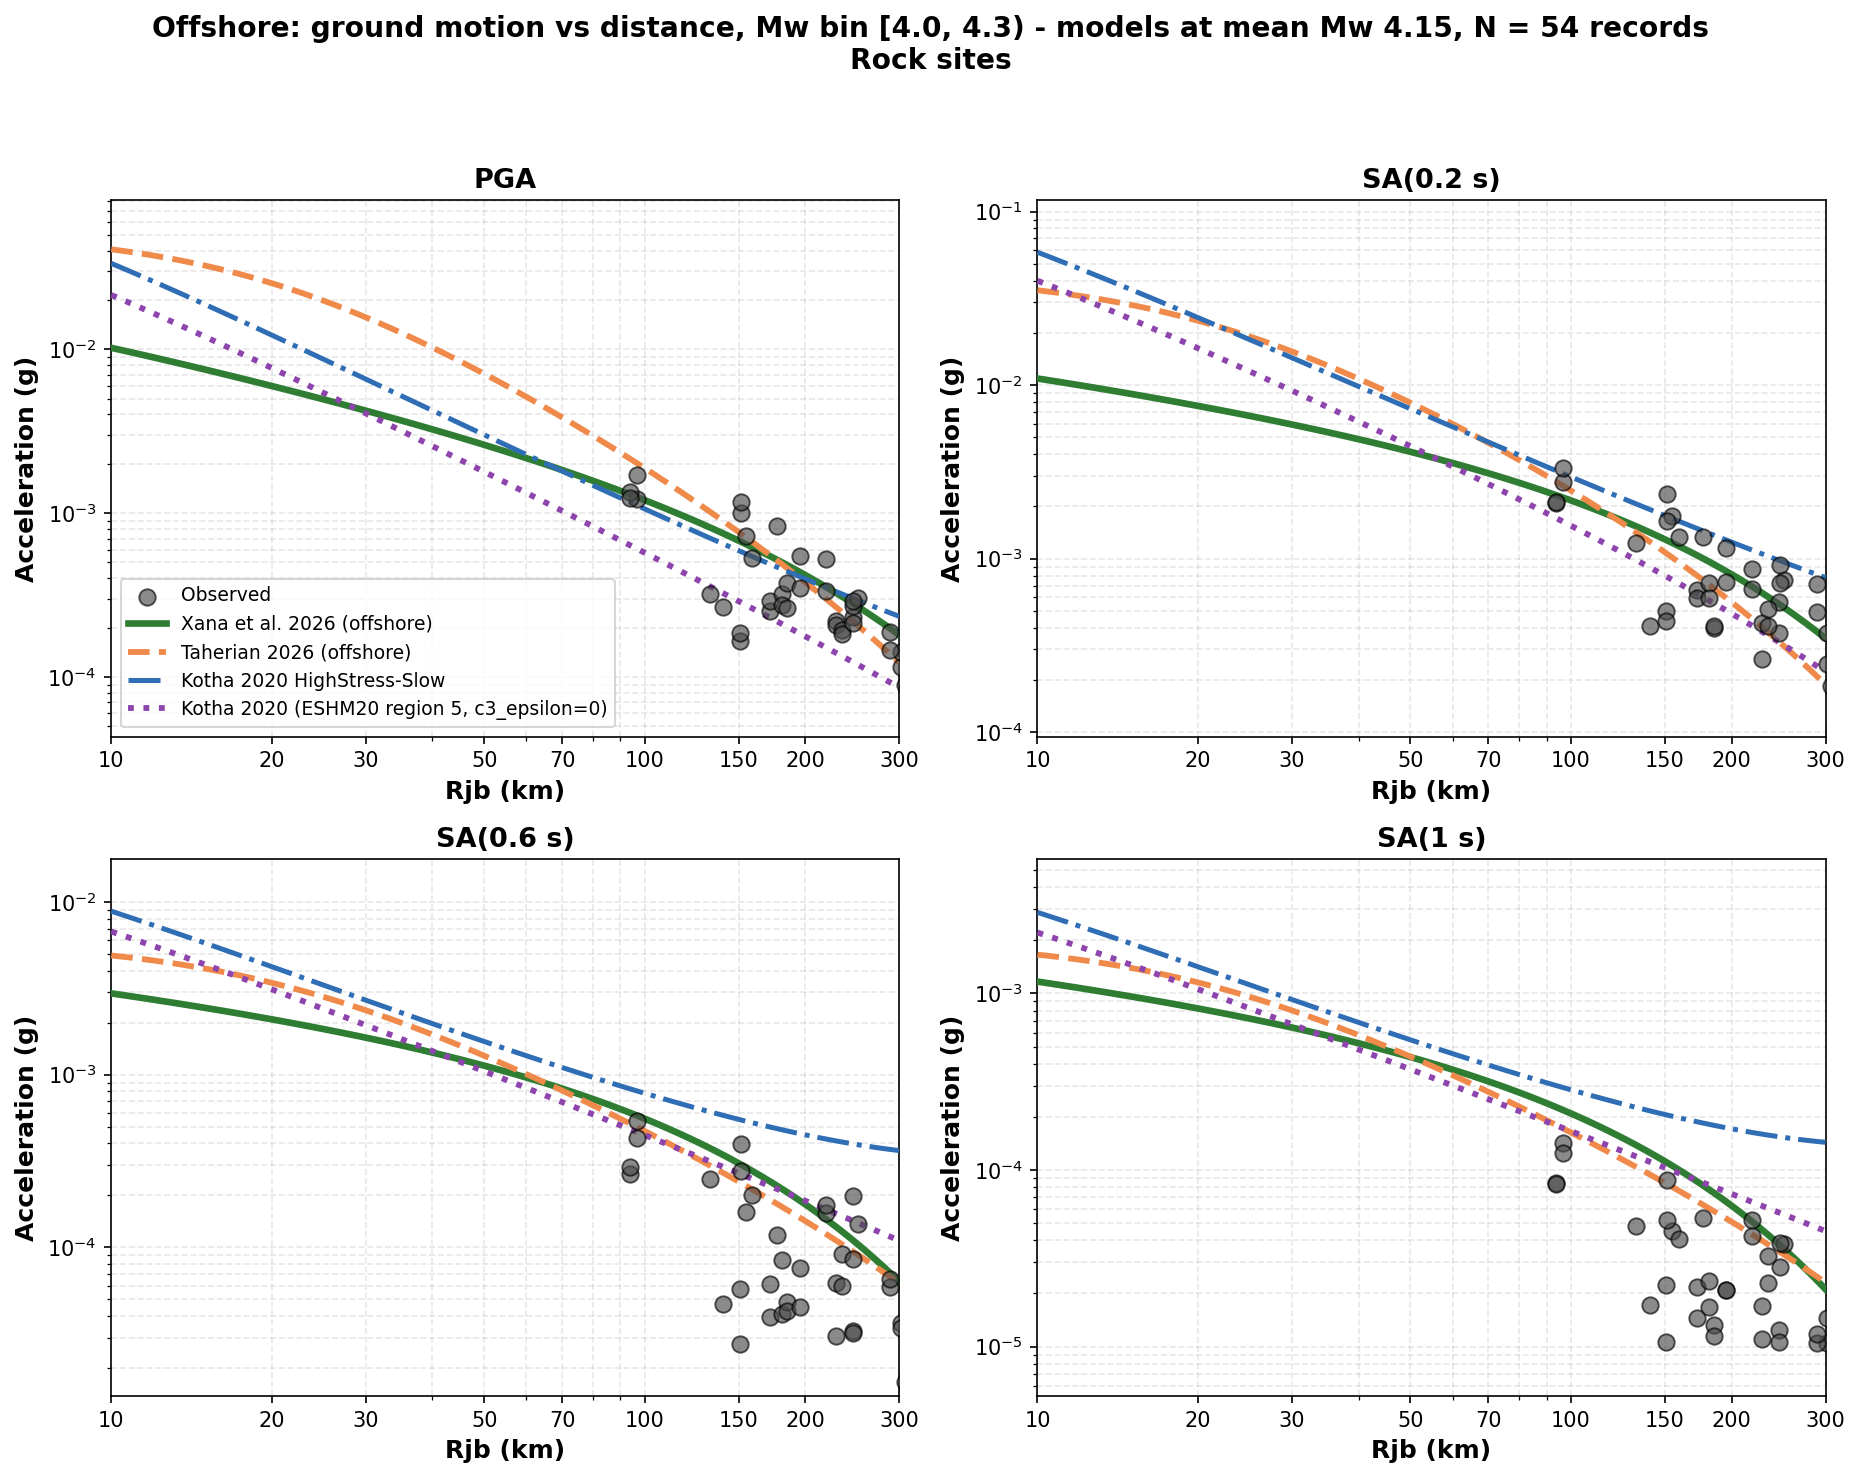 Offshore: ground motion vs distance, Mw bin [4.0, 4.3) - models at mean Mw 4.15, N = 54 records
Rock sites
PGA
Acceleration (g)
10⁻²
10⁻³
10⁻⁴
Observed
Xana et al. 2026 (offshore)
Taherian 2026 (offshore)
Kotha 2020 HighStress-Slow
Kotha 2020 (ESHM20 region 5, c3_epsilon=0)
10 20 30 50 70 100 150 200 300
Rjb (km)
SA(0.2 s)
Acceleration (g)
10⁻¹
10⁻²
10⁻³
10⁻⁴
10 20 30 50 70 100 150 200 300
Rjb (km)
SA(0.6 s)
Acceleration (g)
10⁻²
10⁻³
10⁻⁴
10 20 30 50 70 100 150 200 300
Rjb (km)
SA(1 s)
Acceleration (g)
10⁻³
10⁻⁴
10⁻⁵
10 20 30 50 70 100 150 200 300
Rjb (km)